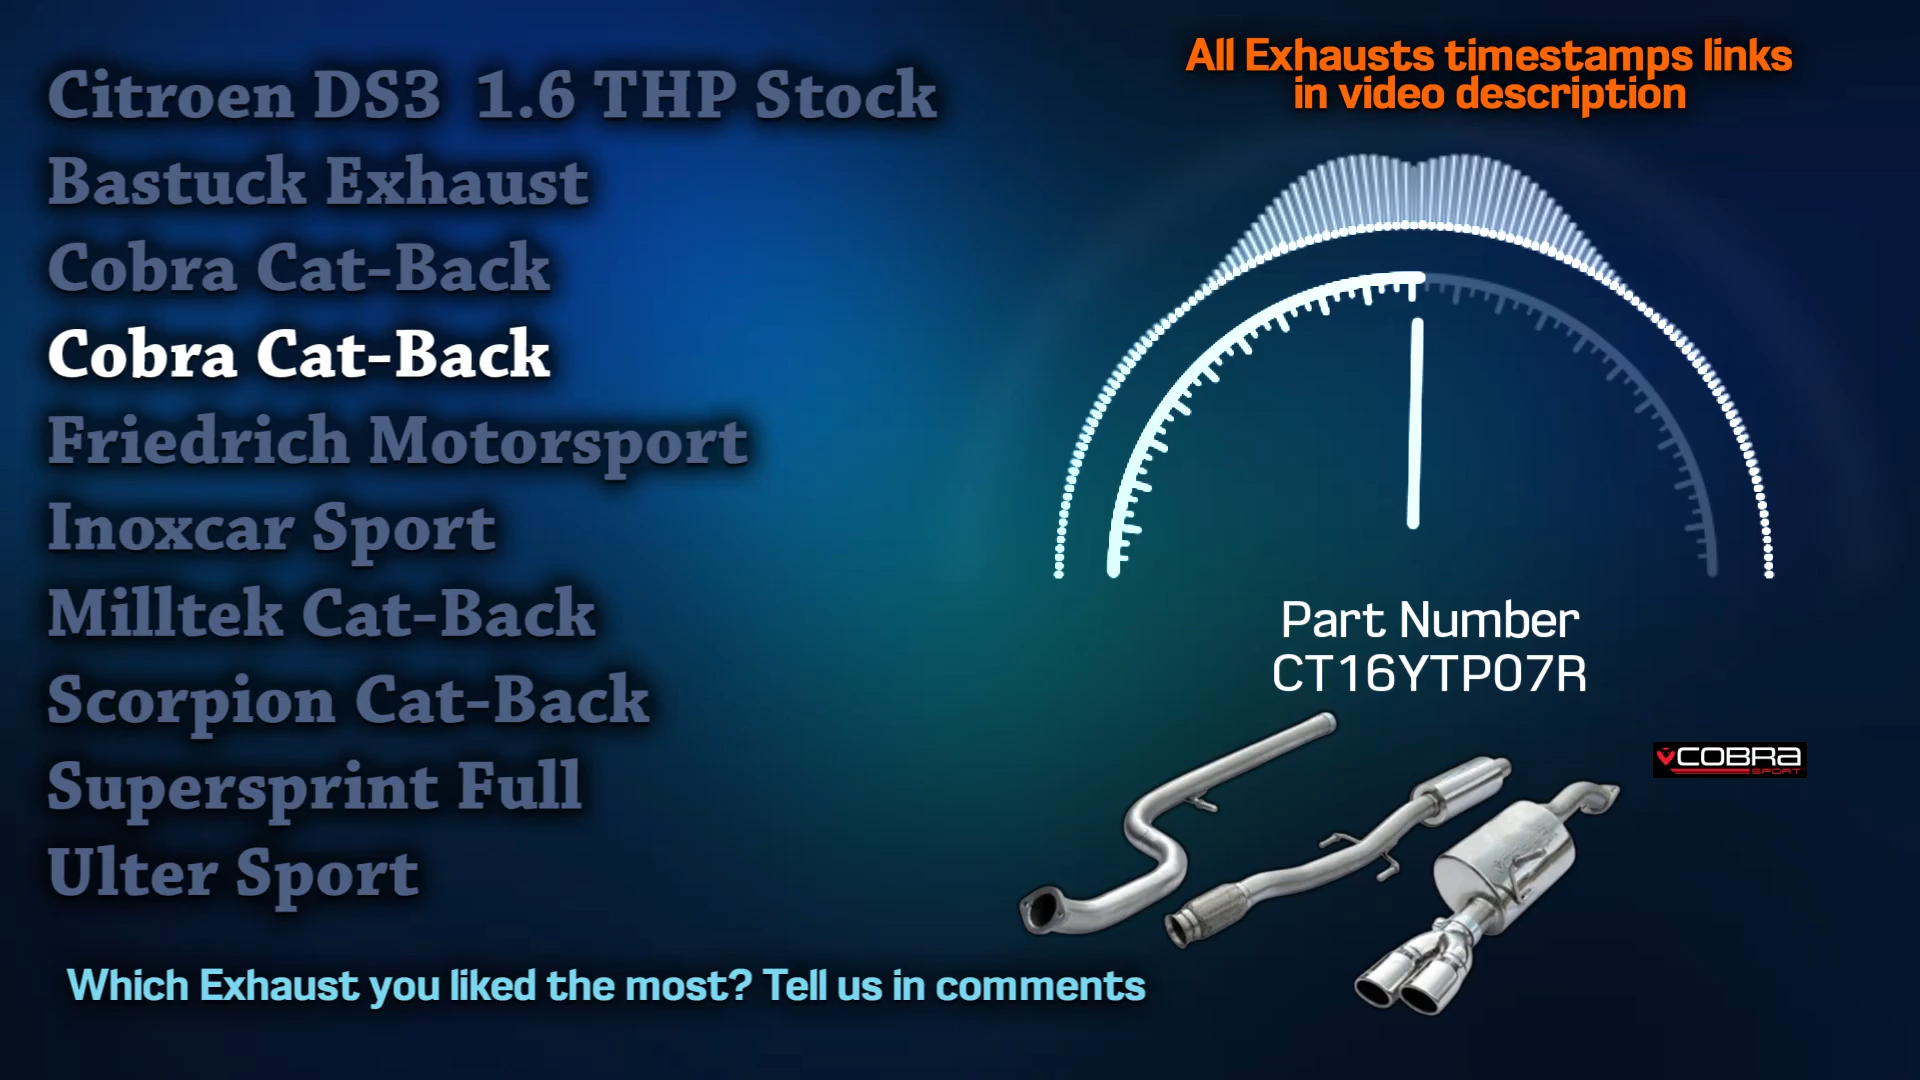 Citroen DS3 1.6 THP Stock
Bastuck Exhaust
Cobra Cat-Back
Cobra Cat-Back
Friedrich Motorsport
Inoxcar Sport
Milltek Cat-Back
Scorpion Cat-Back
Supersprint Full
Ulter Sport
Which Exhaust you liked the most? Tell us in comments
All Exhausts timestamps links
in video description
Part Number
CT16YTP07R
COBRA
SPORT